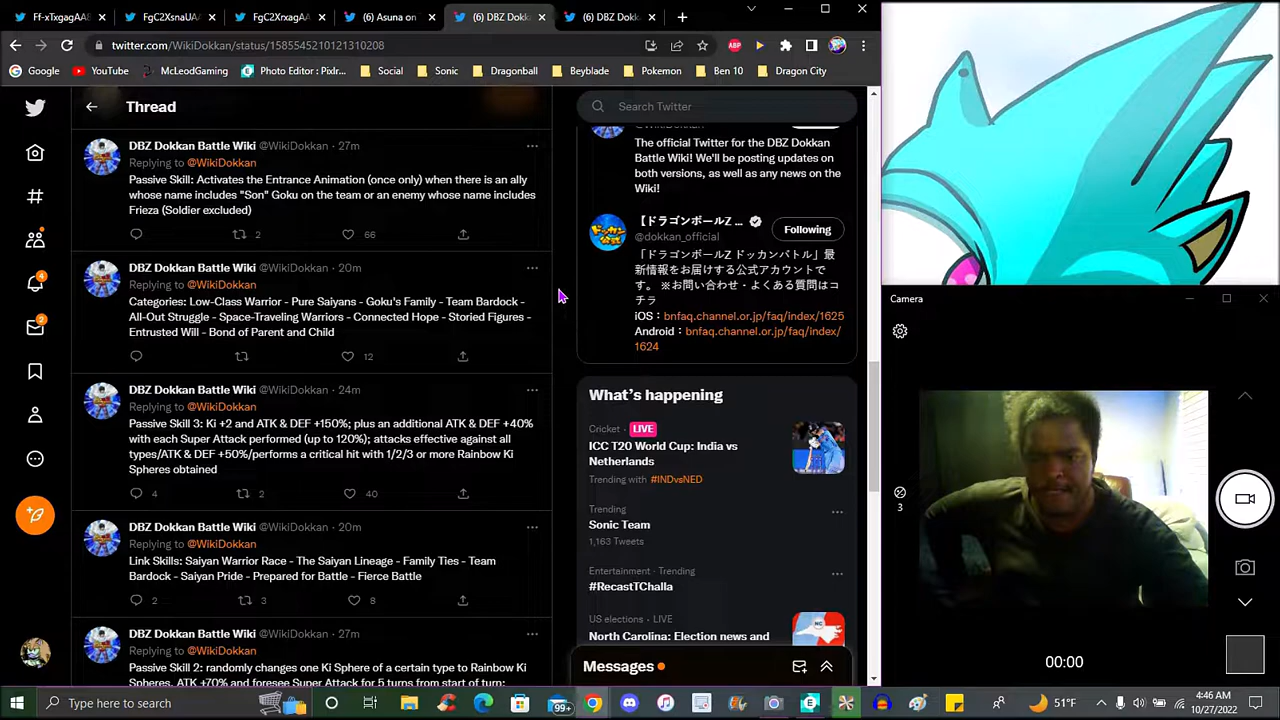 Ff-xTxgagAA8
FgC2XsnaUAA
FgC2XrxagAA
(6) Asuna on
(6) DBZ Dokk
(6) DBZ Dokk
twitter.com/WikiDokkan/status/1585545210121310208
ABP
Google
YouTube
McLeodGaming
Photo Editor : Pixlr...
Social
Sonic
Dragonball
Beyblade
Pokemon
Ben 10
Dragon City
Thread
DBZ Dokkan Battle Wiki @WikiDokkan · 27m
Replying to @WikiDokkan
Passive Skill: Activates the Entrance Animation (once only) when there is an ally
whose name includes "Son" Goku on the team or an enemy whose name includes
Frieza (Soldier excluded)
2
66
DBZ Dokkan Battle Wiki @WikiDokkan · 20m
Replying to @WikiDokkan
Categories: Low-Class Warrior - Pure Saiyans - Goku's Family - Team Bardock -
All-Out Struggle - Space-Traveling Warriors - Connected Hope - Storied Figures -
Entrusted Will - Bond of Parent and Child
12
DBZ Dokkan Battle Wiki @WikiDokkan · 24m
Replying to @WikiDokkan
Passive Skill 3: Ki +2 and ATK & DEF +150%; plus an additional ATK & DEF +40%
with each Super Attack performed (up to 120%), attacks effective against all
types/ATK & DEF +50%/performs a critical hit with 1/2/3 or more Rainbow Ki
Spheres obtained
4
2
40
DBZ Dokkan Battle Wiki @WikiDokkan · 20m
Replying to @WikiDokkan
Link Skills: Saiyan Warrior Race - The Saiyan Lineage - Family Ties - Team
Bardock - Saiyan Pride - Prepared for Battle - Fierce Battle
2
3
8
DBZ Dokkan Battle Wiki @WikiDokkan · 27m
Replying to @WikiDokkan
Passive Skill 2: randomly changes one Ki Sphere of a certain type to Rainbow Ki
Spheres, ATK +70% and foresee Super Attack for 5 turns from start of turn;
4
2
Search Twitter
The official Twitter for the DBZ Dokkan
Battle Wiki! We'll be posting updates on
both versions, as well as any news on the
Wiki!
【ドラゴンボールZ ...
@dokkan_official
Following
「ドラゴンボールZ ドッカンバトル」最
新情報をお届けする公式アカウントで
す。 ※お問い合わせ・よくある質問はコ
チラ
iOS：bnfaq.channel.or.jp/faq/index/1625
Android：bnfaq.channel.or.jp/faq/index/
1624
What's happening
Cricket · LIVE
ICC T20 World Cup: India vs
Netherlands
Trending with #INDvsNED
Trending
Sonic Team
1,163 Tweets
Entertainment · Trending
#RecastTChalla
US elections · LIVE
North Carolina: Election news and
Messages
Camera
3
00:00
Type here to search
99+
51°F
4:46 AM
10/27/2022